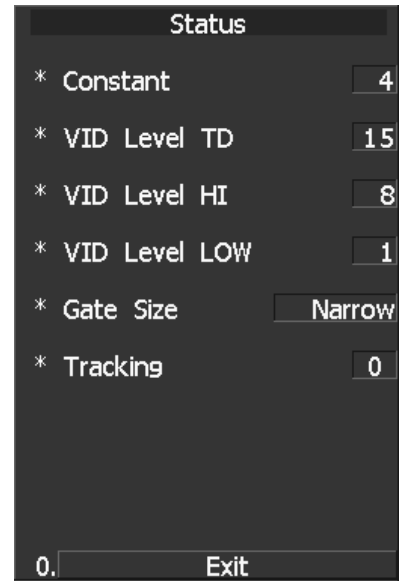 Status
* Constant 4
* VID Level TD 15
* VID Level HI 8
* VID Level LOW 1
* Gate Size Narrow
* Tracking 0
0. Exit